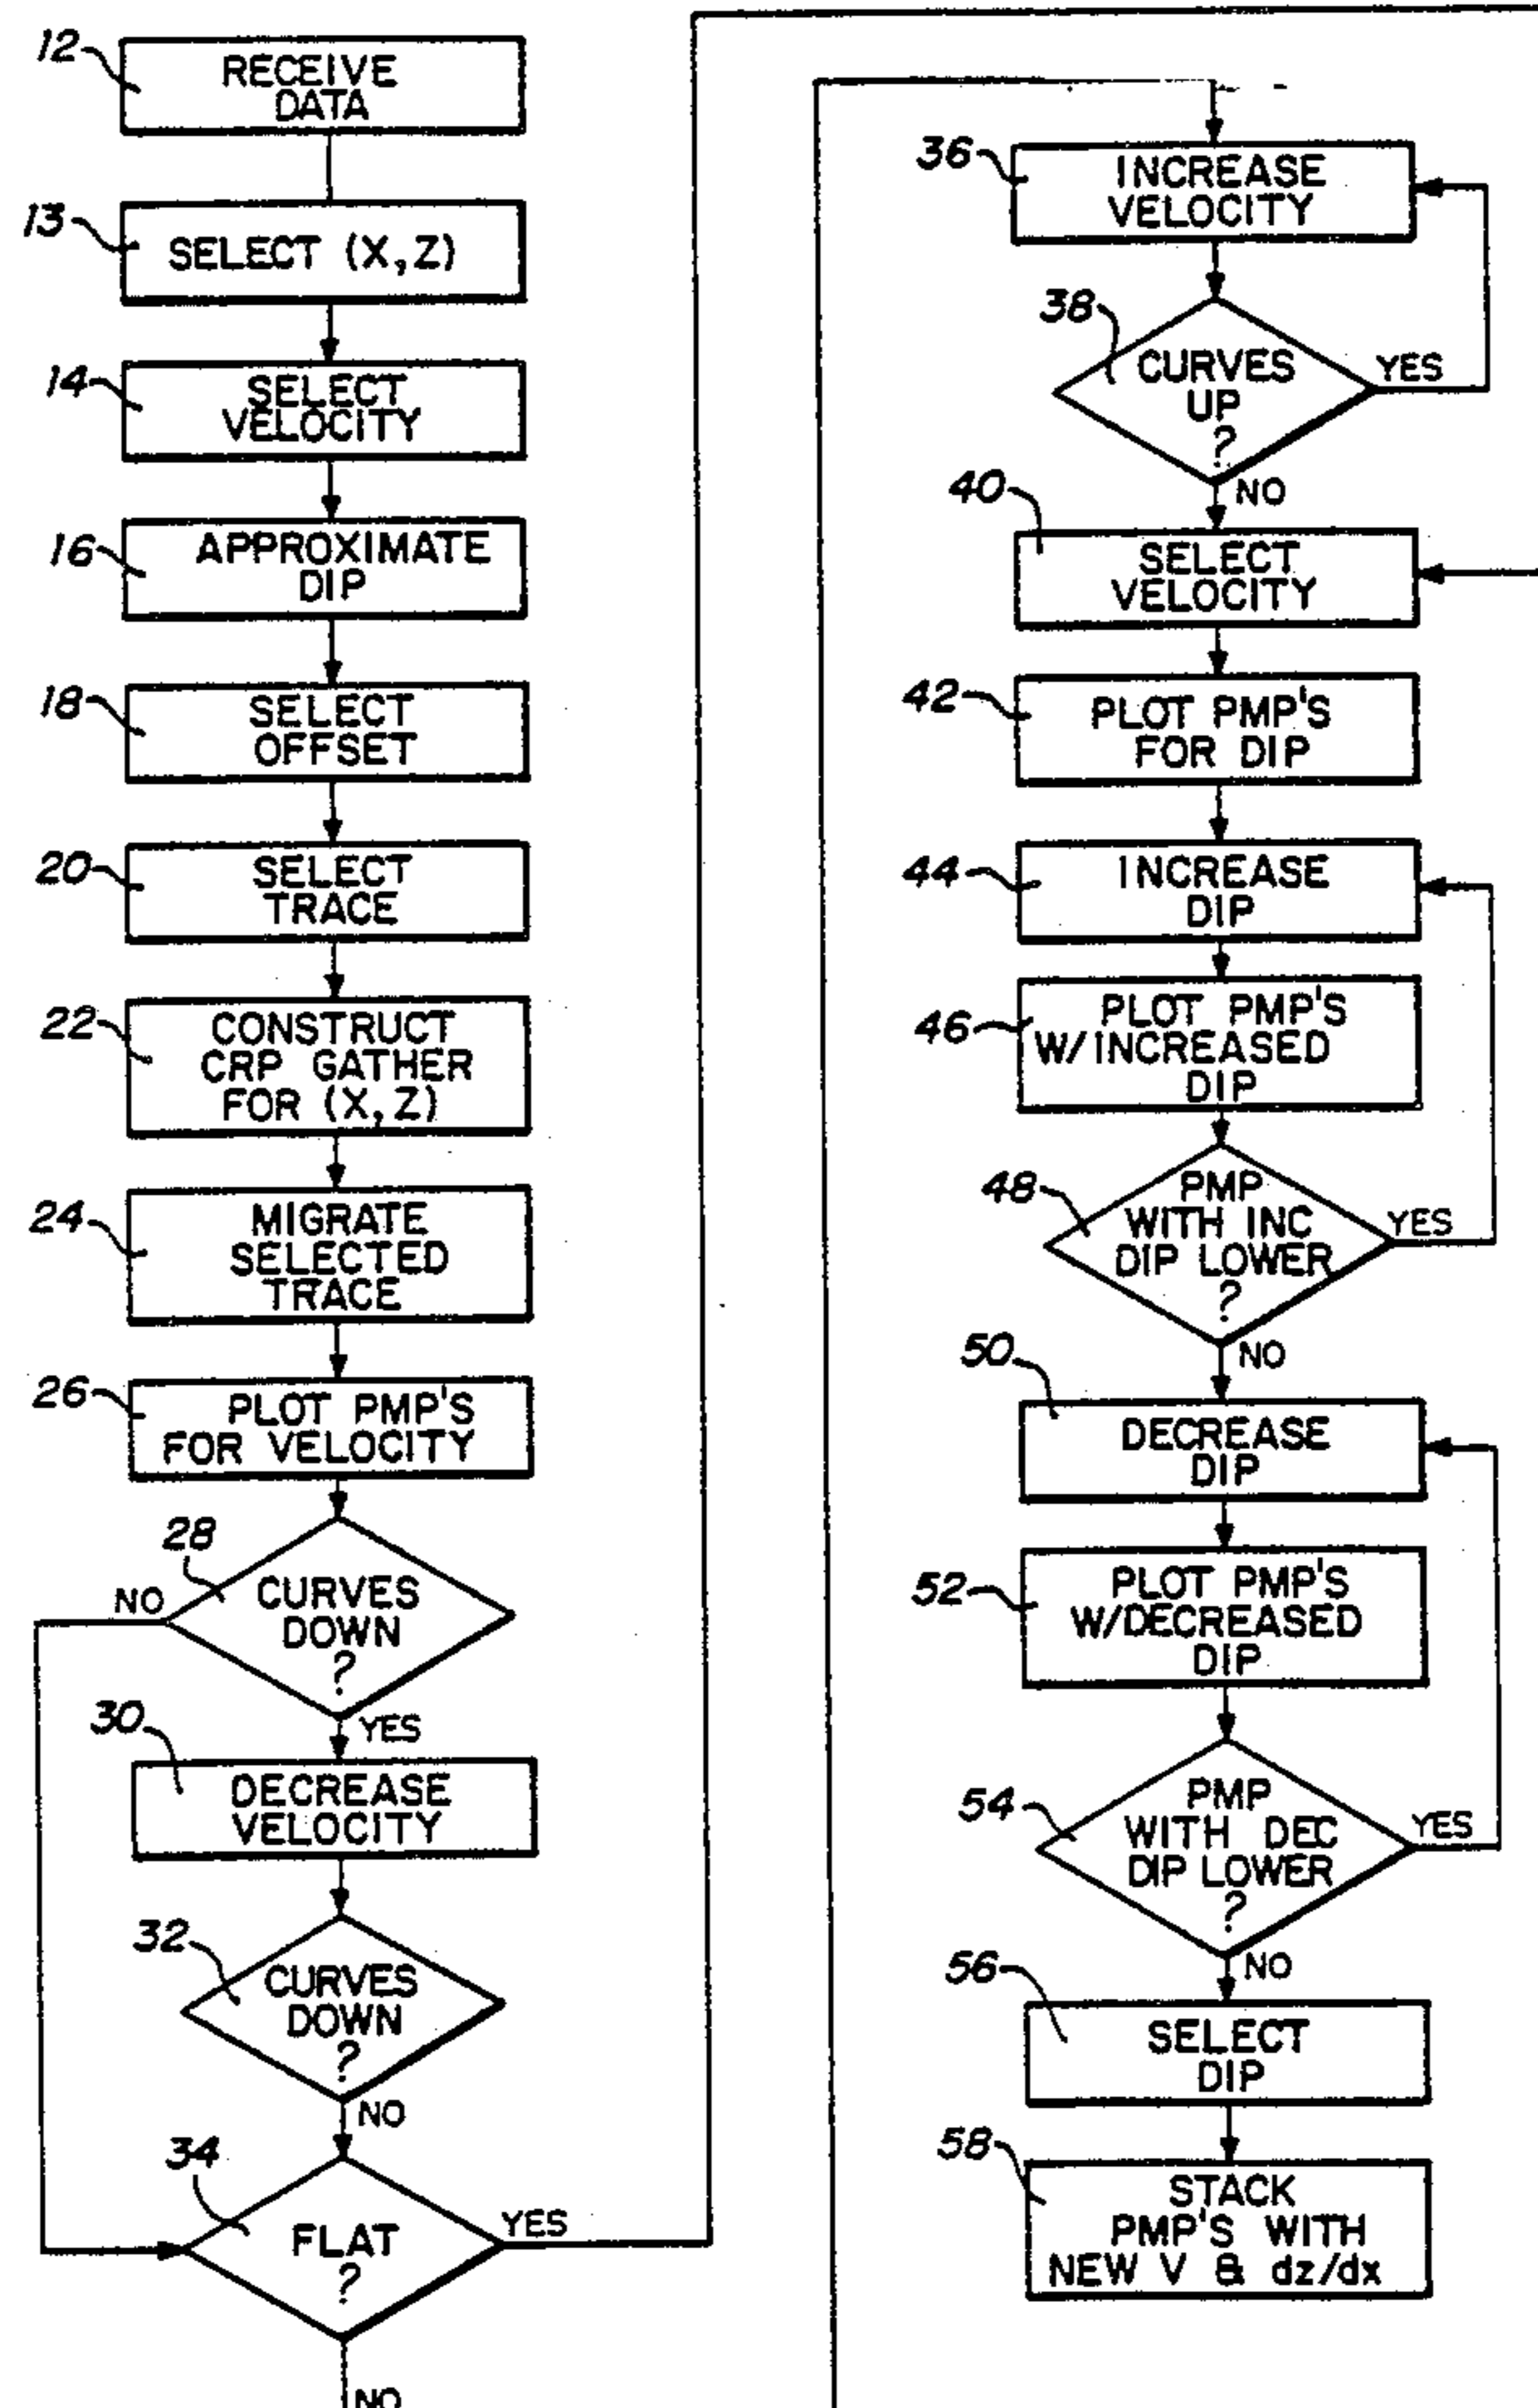 12
RECEIVE
DATA
13
SELECT (X,Z)
14
SELECT
VELOCITY
16
APPROXIMATE
DIP
18
SELECT
OFFSET
20
SELECT
TRACE
22
CONSTRUCT
CRP GATHER
FOR (X,Z)
24
MIGRATE
SELECTED
TRACE
26
PLOT PMP'S
FOR VELOCITY
28
CURVES
DOWN
?
NO
YES
30
DECREASE
VELOCITY
32
CURVES
DOWN
?
NO
34
FLAT
?
YES
NO
36
INCREASE
VELOCITY
38
CURVES
UP
?
YES
NO
40
SELECT
VELOCITY
42
PLOT PMP'S
FOR DIP
44
INCREASE
DIP
46
PLOT PMP'S
W/INCREASED
DIP
48
PMP
WITH INC
DIP LOWER
?
YES
NO
50
DECREASE
DIP
52
PLOT PMP'S
W/DECREASED
DIP
54
PMP
WITH DEC
DIP LOWER
?
YES
NO
56
SELECT
DIP
58
STACK
PMP'S WITH
NEW V & dz/dx